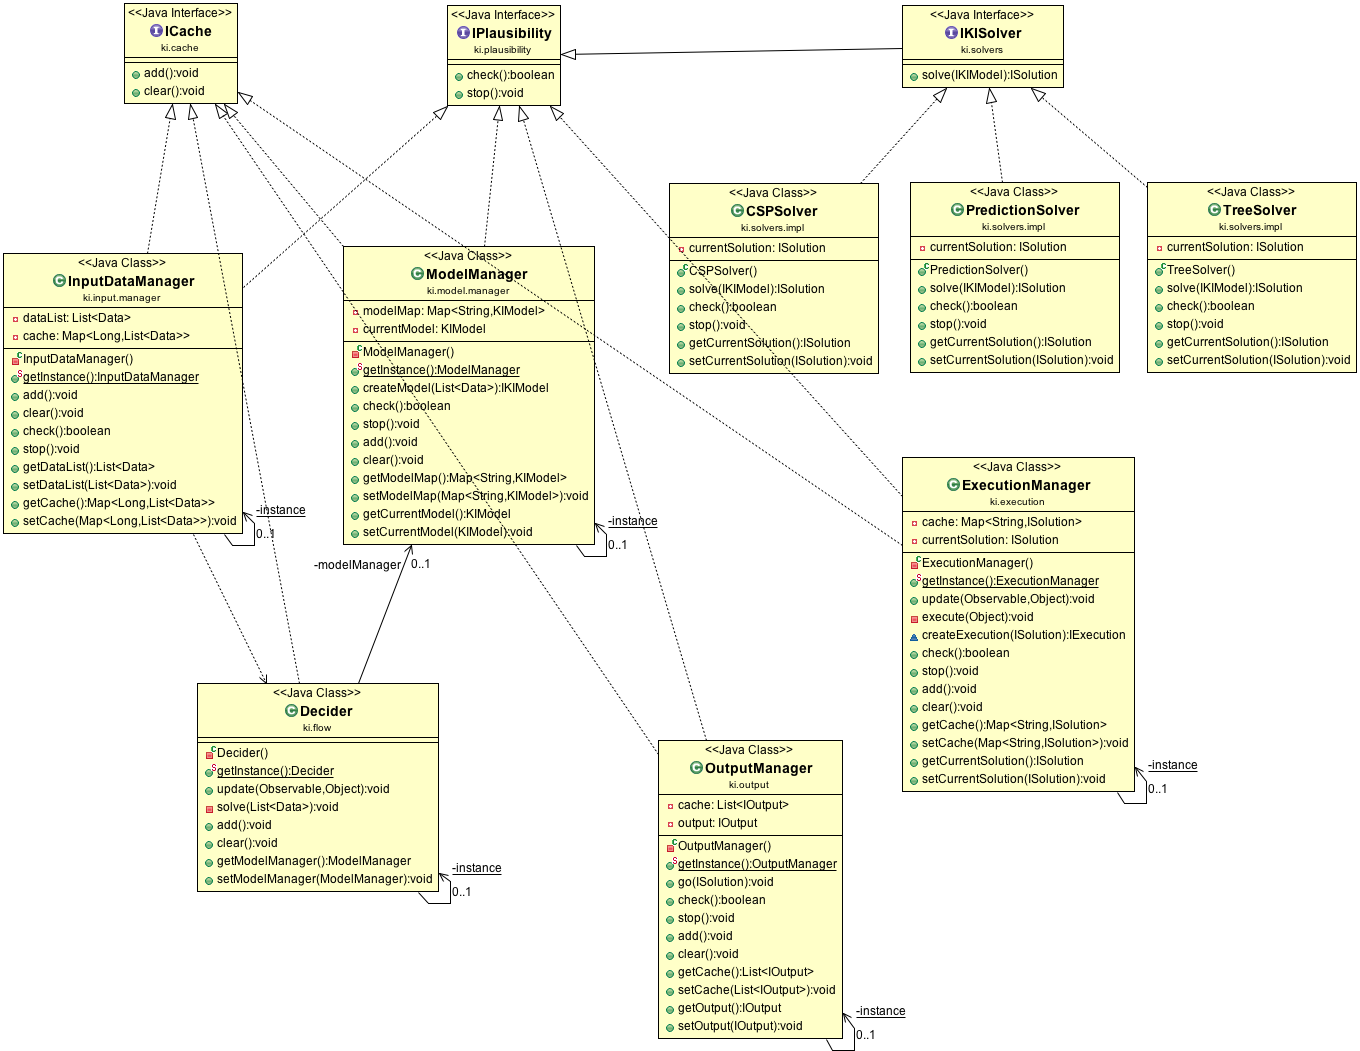 <<Java Interface>>
ICache
ki.cache
add():void
clear():void
<<Java Interface>>
IPlausibility
ki.plausibility
check():boolean
stop():void
<<Java Interface>>
IKISolver
ki.solvers
solve(IKIModel):ISolution
<<Java Class>>
CSPSolver
ki.solvers.impl
currentSolution: ISolution
CSPSolver()
solve(IKIModel):ISolution
check():boolean
stop():void
getCurrentSolution():ISolution
setCurrentSolution(ISolution):void
<<Java Class>>
PredictionSolver
ki.solvers.impl
currentSolution: ISolution
PredictionSolver()
solve(IKIModel):ISolution
check():boolean
stop():void
getCurrentSolution():ISolution
setCurrentSolution(ISolution):void
<<Java Class>>
TreeSolver
ki.solvers.impl
currentSolution: ISolution
TreeSolver()
solve(IKIModel):ISolution
check():boolean
stop():void
getCurrentSolution():ISolution
setCurrentSolution(ISolution):void
<<Java Class>>
InputDataManager
ki.input.manager
dataList: List<Data>
cache: Map<Long,List<Data>>
InputDataManager()
getInstance():InputDataManager
add():void
clear():void
check():boolean
stop():void
getDataList():List<Data>
setDataList(List<Data>):void
getCache():Map<Long,List<Data>>
setCache(Map<Long,List<Data>>):void
-instance
0..1
<<Java Class>>
ModelManager
ki.model.manager
modelMap: Map<String,KIModel>
currentModel: KIModel
ModelManager()
getInstance():ModelManager
createModel(List<Data>):IKIModel
check():boolean
stop():void
add():void
clear():void
getModelMap():Map<String,KIModel>
setModelMap(Map<String,KIModel>):void
getCurrentModel():KIModel
setCurrentModel(KIModel):void
-instance
0..1
-modelManager
0..1
<<Java Class>>
ExecutionManager
ki.execution
cache: Map<String,ISolution>
currentSolution: ISolution
ExecutionManager()
getInstance():ExecutionManager
update(Observable,Object):void
execute(Object):void
createExecution(ISolution):IExecution
check():boolean
stop():void
add():void
clear():void
getCache():Map<String,ISolution>
setCache(Map<String,ISolution>):void
getCurrentSolution():ISolution
setCurrentSolution(ISolution):void
-instance
0..1
<<Java Class>>
Decider
ki.flow
Decider()
getInstance():Decider
update(Observable,Object):void
solve(List<Data>):void
add():void
clear():void
getModelManager():ModelManager
setModelManager(ModelManager):void
-instance
0..1
<<Java Class>>
OutputManager
ki.output
cache: List<IOutput>
output: IOutput
OutputManager()
getInstance():OutputManager
go(ISolution):void
check():boolean
stop():void
add():void
clear():void
getCache():List<IOutput>
setCache(List<IOutput>):void
getOutput():IOutput
setOutput(IOutput):void
-instance
0..1